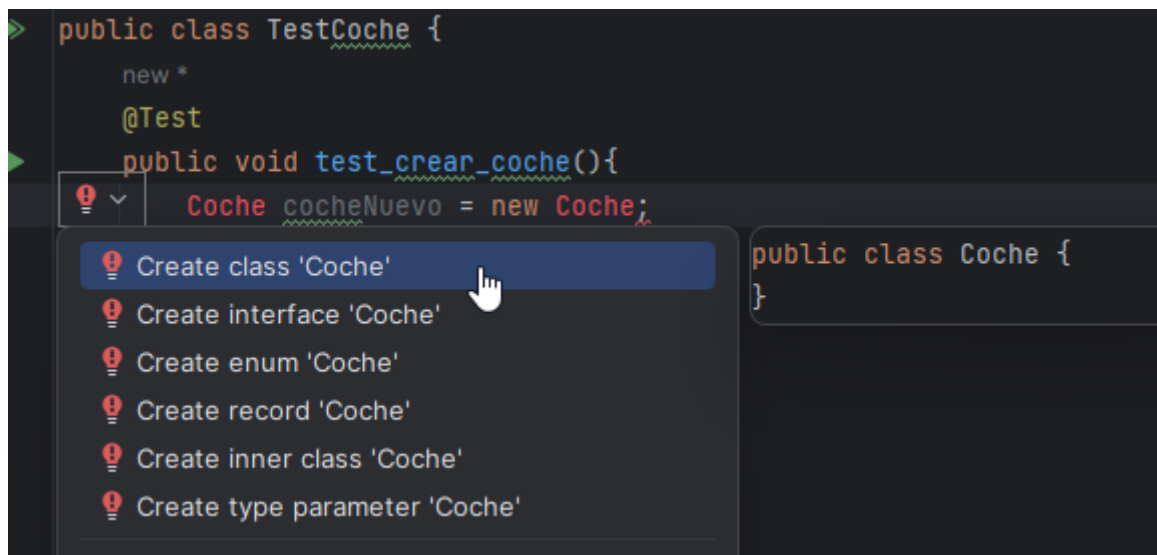 public class TestCoche {
new *
@Test
public void test_crear_coche(){
Coche cocheNuevo = new Coche;
Create class 'Coche'
Create interface 'Coche'
Create enum 'Coche'
Create record 'Coche'
Create inner class 'Coche'
Create type parameter 'Coche'
public class Coche {
}